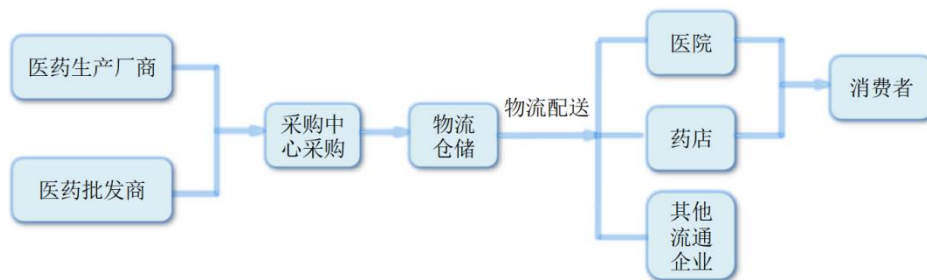 医药生产厂商
医药批发商
采购中
心采购
物流
仓储
物流配送
医院
药店
其他
流通
企业
消费者